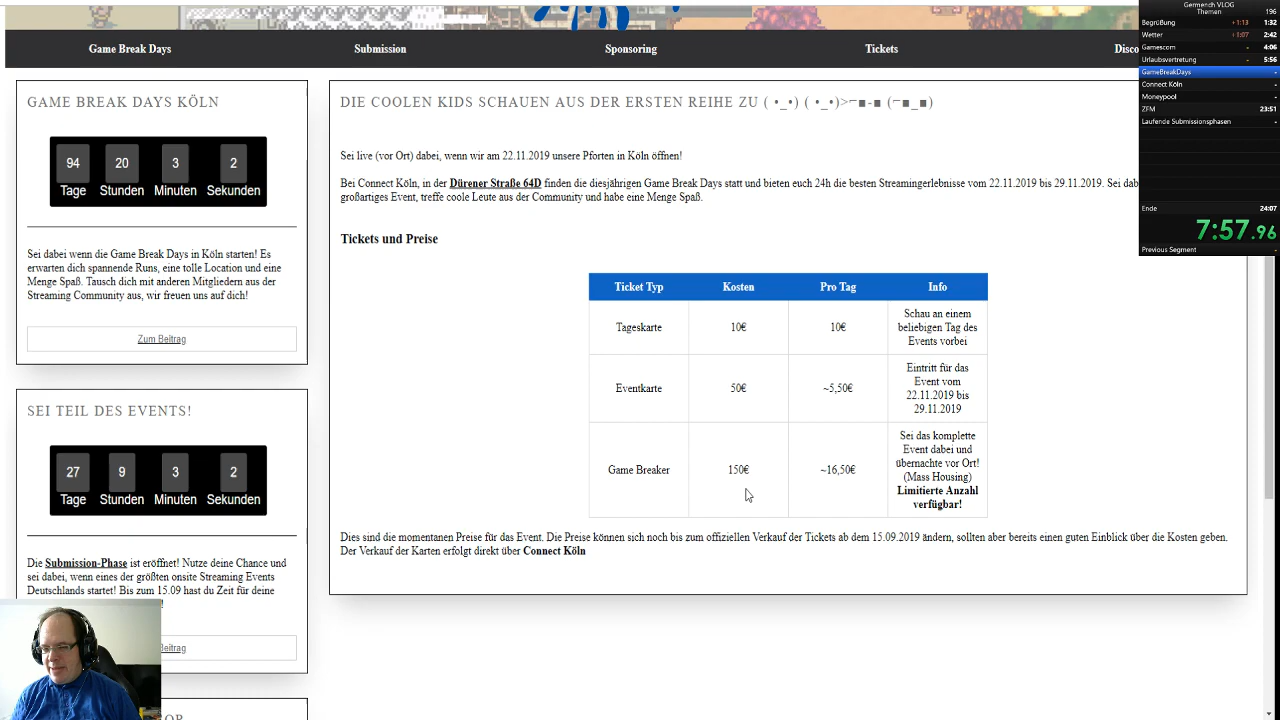 Game Break Days
Submission
Sponsoring
Tickets
GAME BREAK DAYS KÖLN
94 20 3 2
Tage Stunden Minuten Sekunden
Sei dabei wenn die Game Break Days in Köln starten! Es
erwarten dich spannende Runs, eine tolle Location und eine
Menge Spaß. Tausch dich mit anderen Mitgliedern aus der
Streaming Community aus, wir freuen uns auf dich!
Zum Beitrag
SEI TEIL DES EVENTS!
27 9 3 2
Tage Stunden Minuten Sekunden
Die Submission-Phase ist eröffnet! Nutze deine Chance und
sei dabei, wenn eines der größten onsite Streaming Events
Deutschlands startet! Bis zum 15.09 hast du Zeit für deine
Beitrag
DIE COOLEN KIDS SCHAUEN AUS DER ERSTEN REIHE ZU ( •_•) ( •_•)>⌐■-■ (⌐■_■)
Sei live (vor Ort) dabei, wenn wir am 22.11.2019 unsere Pforten in Köln öffnen!
Bei Connect Köln, in der Dürener Straße 64D finden die diesjährigen Game Break Days statt und bieten euch 24h die besten Streamingerlebnisse vom 22.11.2019 bis 29.11.2019. Sei
großartiges Event, treffe coole Leute aus der Community und habe eine Menge Spaß.
Tickets und Preise
Ticket Typ Kosten Pro Tag Info
Tageskarte 10€ 10€ Schau an einem
beliebigen Tag des
Events vorbei
Eventkarte 50€ ~5,50€ Eintritt für das
Event vom
22.11.2019 bis
29.11.2019
Game Breaker 150€ ~16,50€ Sei das komplette
Event dabei und
übernachte vor Ort!
(Mass Housing)
Limitierte Anzahl
verfügbar!
Dies sind die momentanen Preise für das Event. Die Preise können sich noch bis zum offiziellen Verkauf der Tickets ab dem 15.09.2019 ändern, sollten aber bereits einen guten Einblick über die Kosten geben.
Der Verkauf der Karten erfolgt direkt über Connect Köln
Germench VLOG
Themen 196
Begrüßung +1:13 1:32
Wetter +1:07 2:42
Gamescom - 4:06
Urlaubsvertretung - 5:56
GameBreakDays -
Connect Köln -
Moneypool -
ZFM 23:51
Laufende Submissionsphasen -
Ende 24:07
7:57.96
Previous Segment -